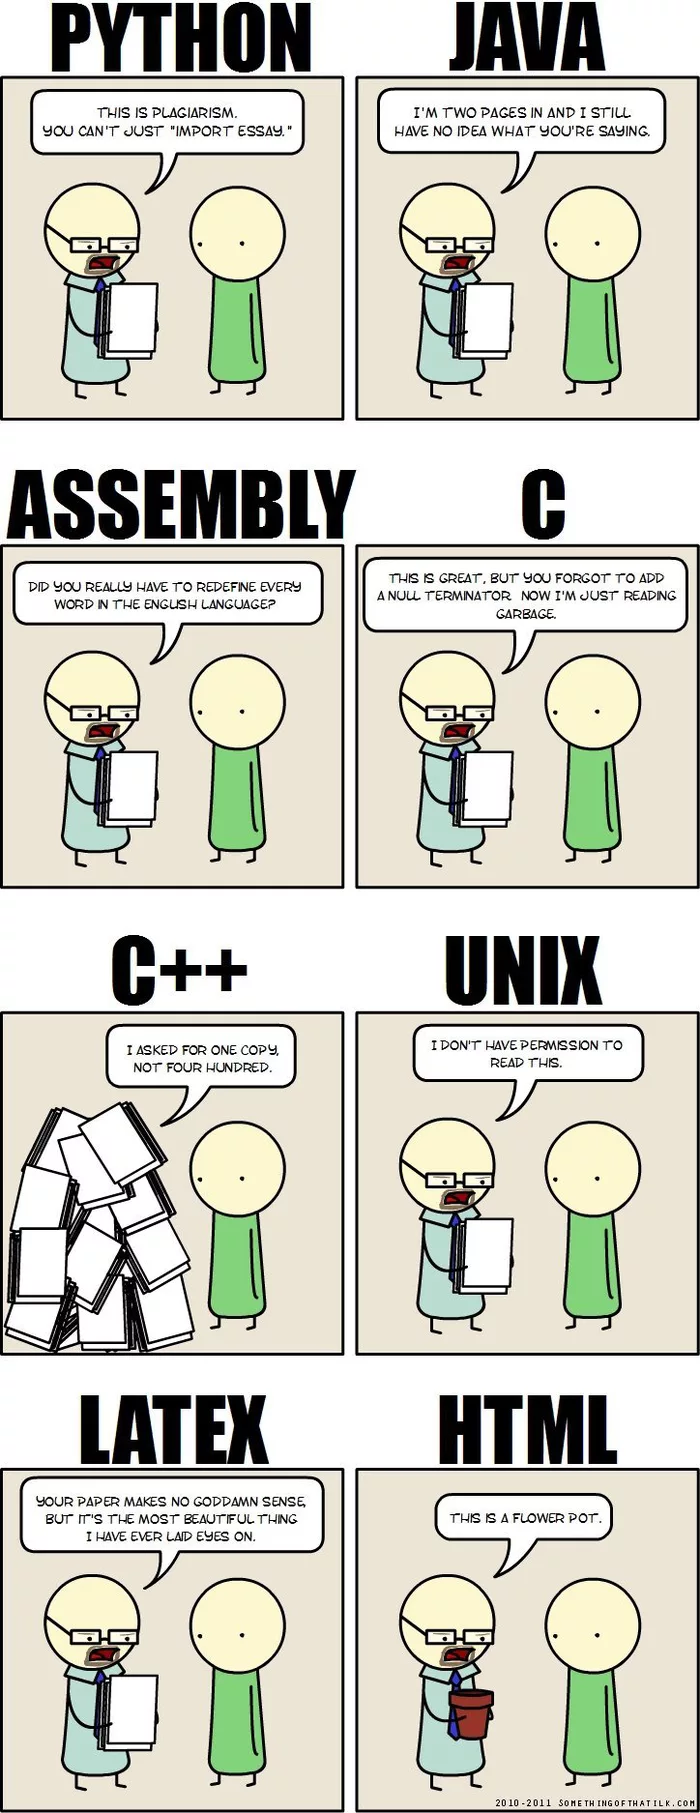 PYTHON
THIS IS PLAGIARISM.
YOU CAN'T JUST "IMPORT ESSAY."
JAVA
I'M TWO PAGES IN AND I STILL
HAVE NO IDEA WHAT YOU'RE SAYING.
ASSEMBLY
DID YOU REALLY HAVE TO REDEFINE EVERY
WORD IN THE ENGLISH LANGUAGE?
C
THIS IS GREAT, BUT YOU FORGOT TO ADD
A NULL TERMINATOR. NOW I'M JUST READING
GARBAGE.
C++
I ASKED FOR ONE COPY,
NOT FOUR HUNDRED.
UNIX
I DON'T HAVE PERMISSION TO
READ THIS.
LATEX
YOUR PAPER MAKES NO GODDAMN SENSE,
BUT IT'S THE MOST BEAUTIFUL THING
I HAVE EVER LAID EYES ON.
HTML
THIS IS A FLOWER POT.
2010-2011 SOMETHINGOFTHATILK.COM